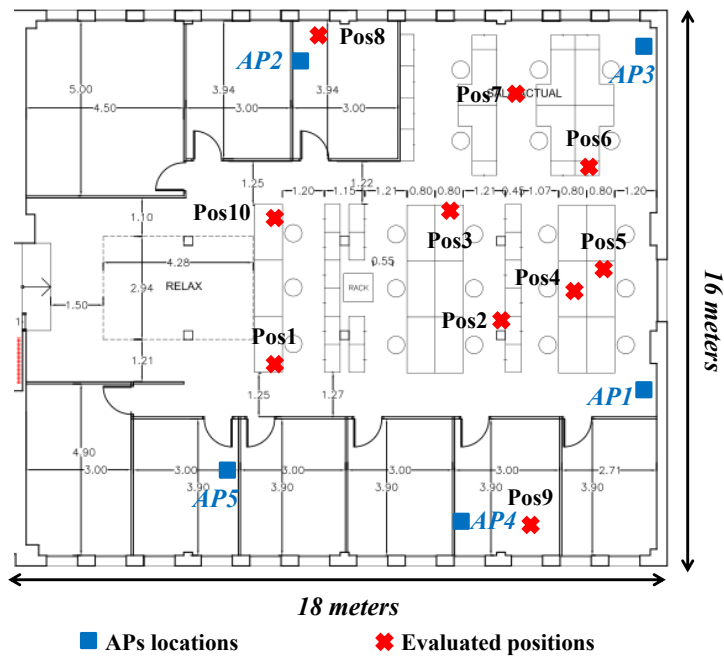 AP2
Pos8
AP3
5.00
4.50
3.94
3.00
3.94
3.00
Pos7
Pos6
1.25
1.20
1.15
1.22
1.21
0.80
0.80
1.21
0.45
1.07
0.80
0.80
1.20
1.10
Pos10
Pos3
Pos5
4.28
0.55
Pos4
RELAX
RACK
2.94
1.50
Pos2
1
Pos1
1.21
1.25
1.27
AP1
4.90
3.00
3.00
3.90
AP5
3.00
3.90
3.00
3.90
3.00
3.90
AP4
Pos9
2.71
3.90
16 meters
18 meters
APs locations
Evaluated positions